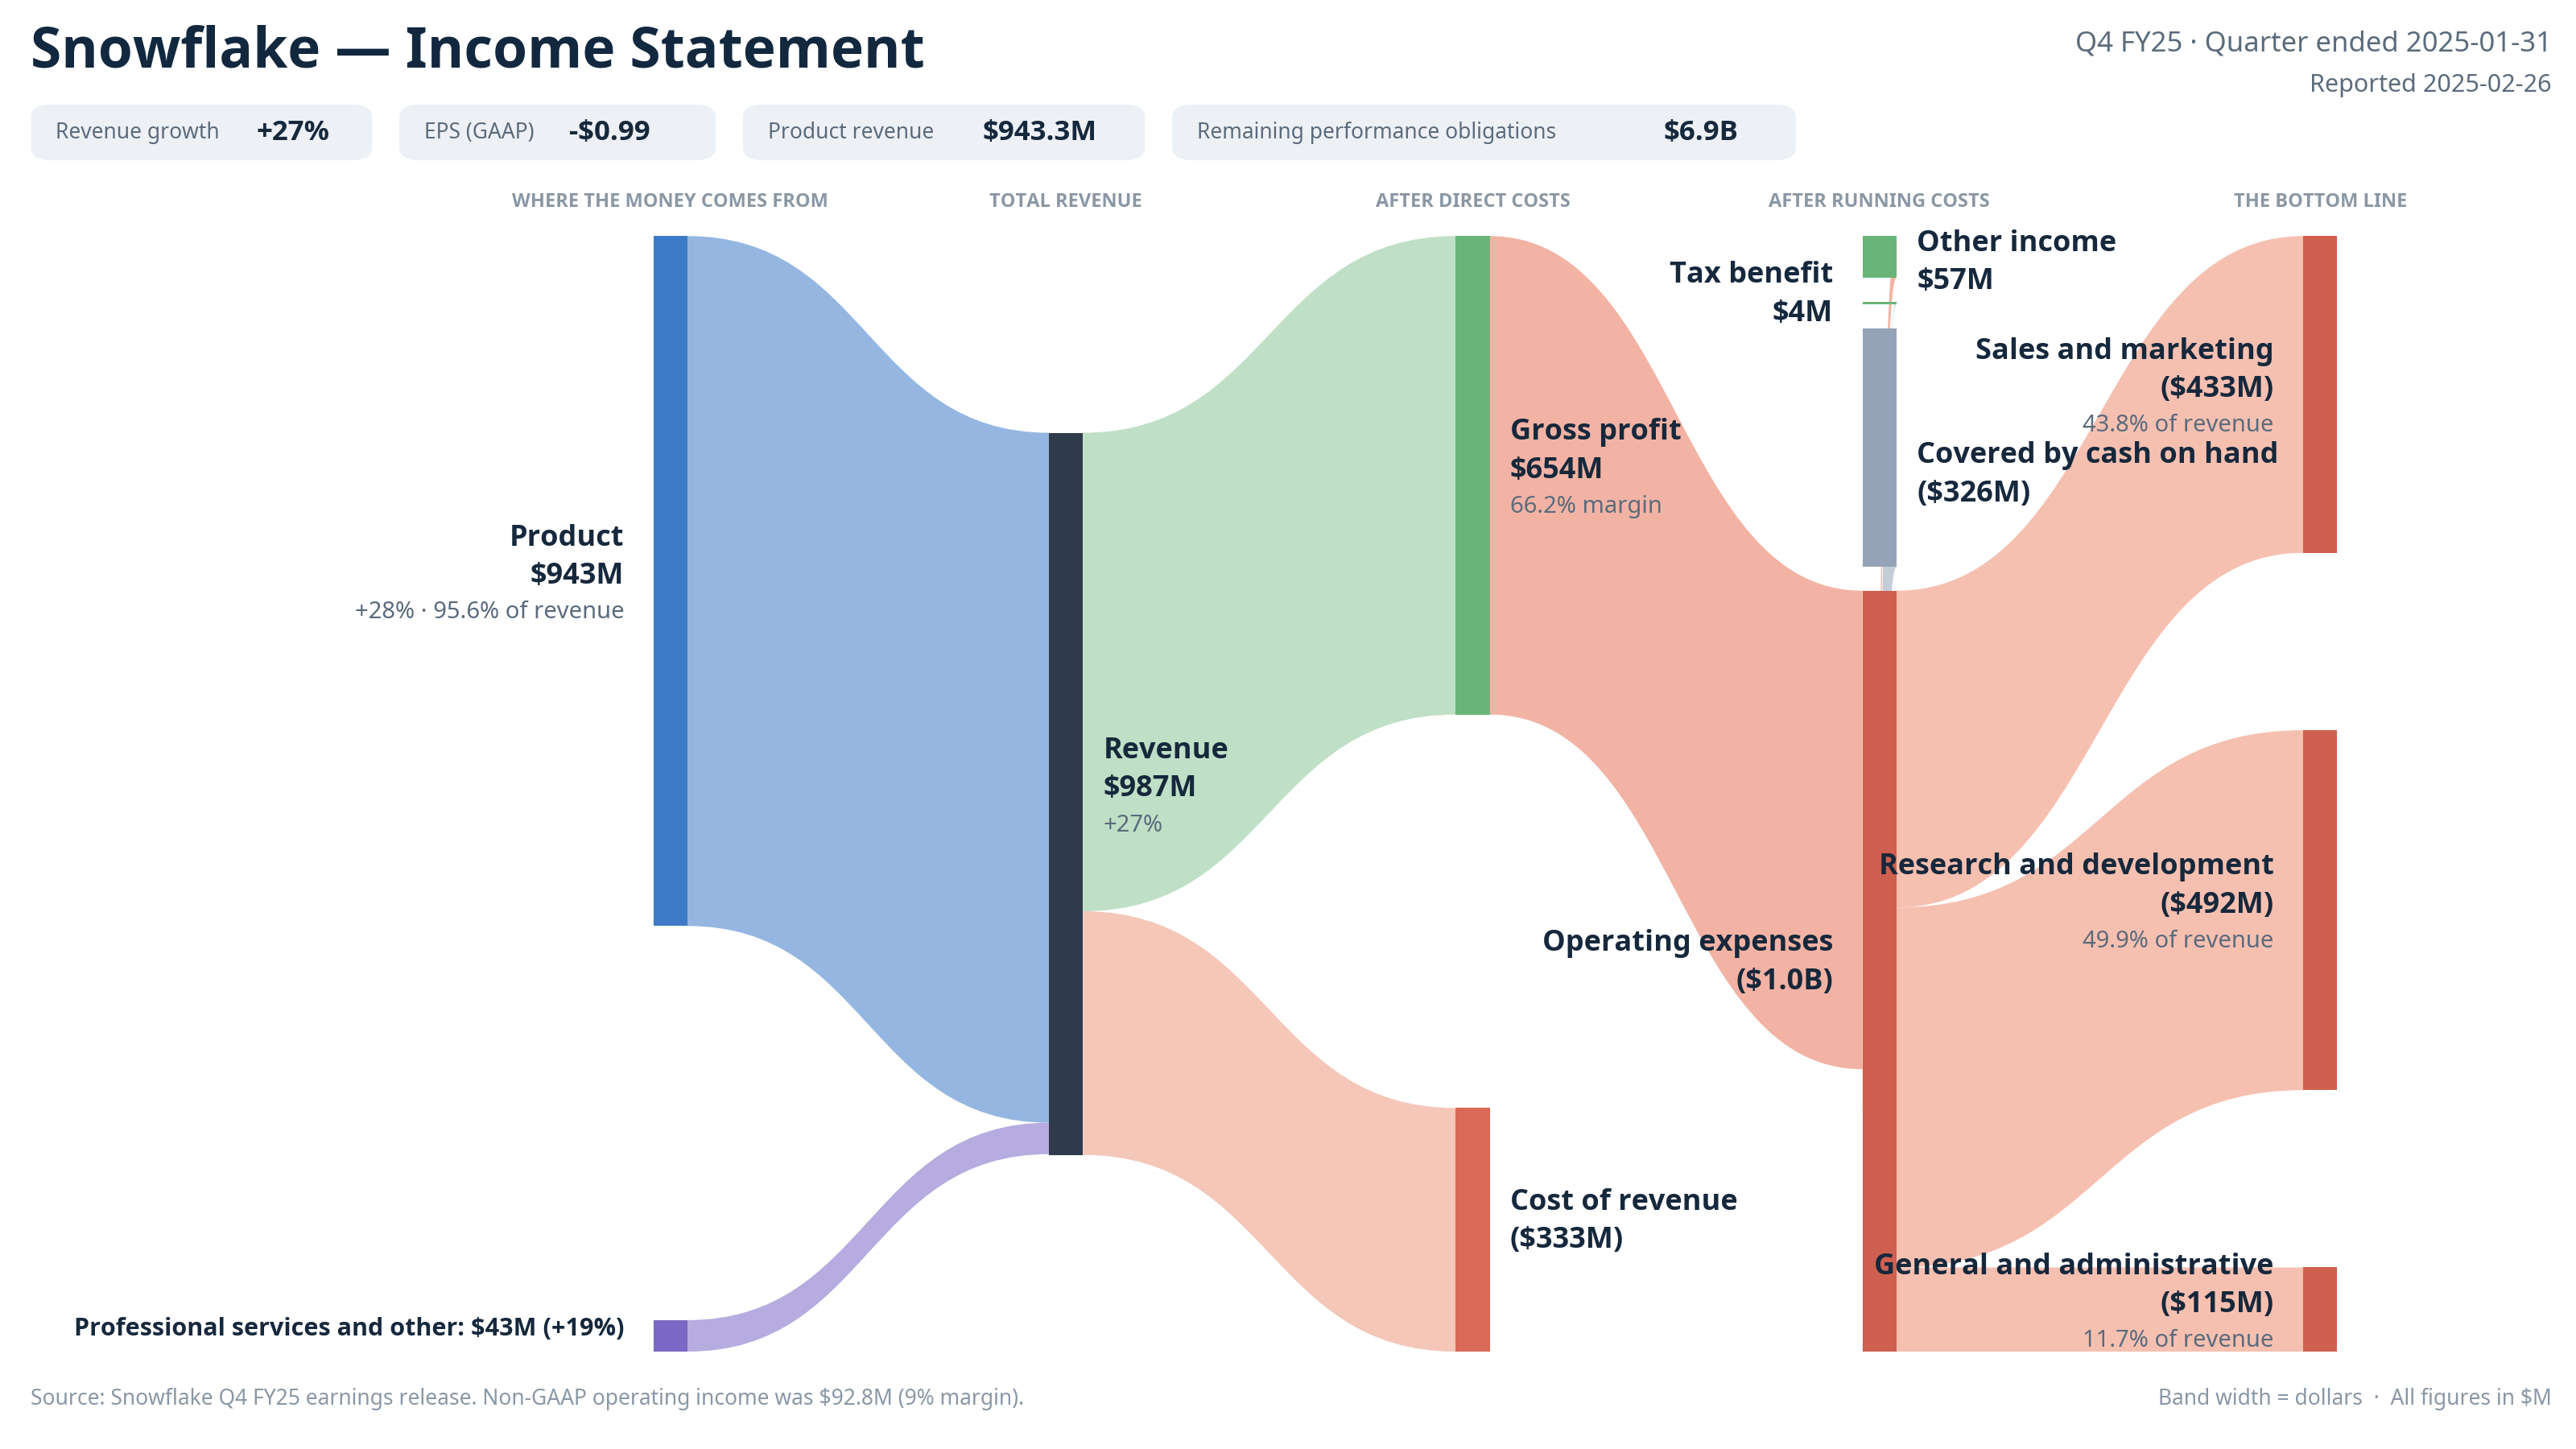 Snowflake — Income Statement
Q4 FY25 · Quarter ended 2025-01-31
Reported 2025-02-26
Revenue growth +27%
EPS (GAAP) -$0.99
Product revenue $943.3M
Remaining performance obligations $6.9B
WHERE THE MONEY COMES FROM
TOTAL REVENUE
AFTER DIRECT COSTS
AFTER RUNNING COSTS
THE BOTTOM LINE
Product
$943M
+28% · 95.6% of revenue
Professional services and other: $43M (+19%)
Revenue
$987M
+27%
Gross profit
$654M
66.2% margin
Cost of revenue
($333M)
Tax benefit
$4M
Other income
$57M
Covered by cash on hand
($326M)
Operating expenses
($1.0B)
Sales and marketing
($433M)
43.8% of revenue
Research and development
($492M)
49.9% of revenue
General and administrative
($115M)
11.7% of revenue
Source: Snowflake Q4 FY25 earnings release. Non-GAAP operating income was $92.8M (9% margin).
Band width = dollars · All figures in $M